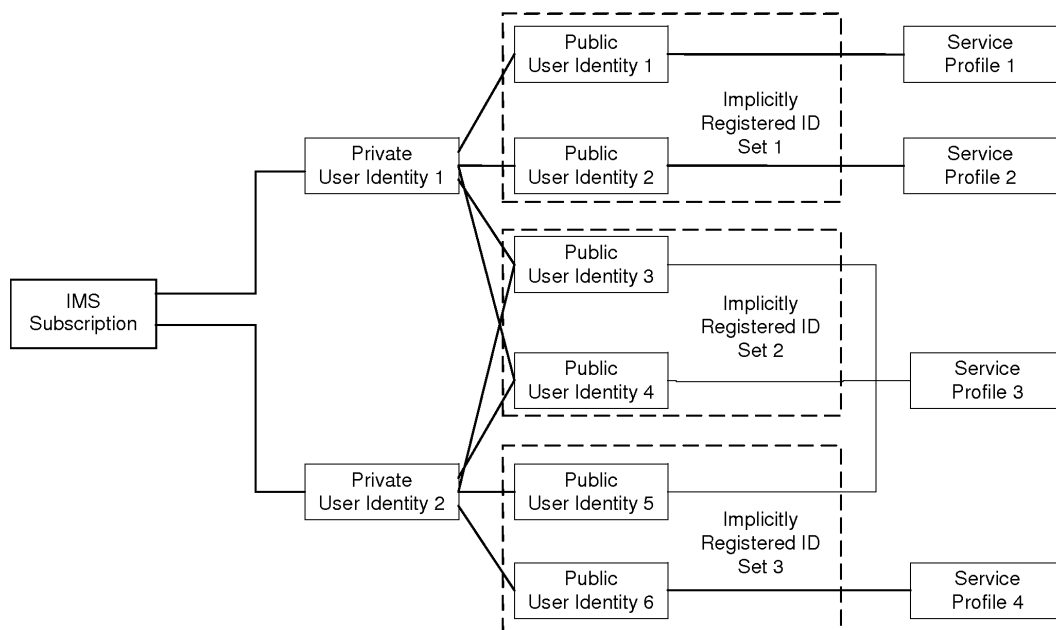 Public
User Identity 1
Service
Profile 1
Implicitly
Registered ID
Set 1
Private
User Identity 1
Public
User Identity 2
Service
Profile 2
Public
User Identity 3
IMS
Subscription
Implicitly
Registered ID
Set 2
Public
User Identity 4
Service
Profile 3
Private
User Identity 2
Public
User Identity 5
Implicitly
Registered ID
Set 3
Public
User Identity 6
Service
Profile 4